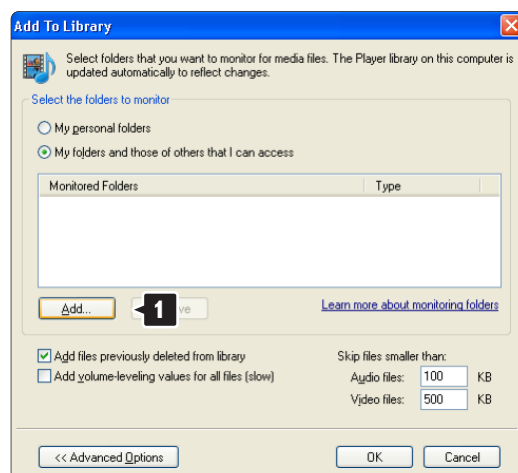 Add To Library
Select folders that you want to monitor for media files. The Player library on this computer is
updated automatically to reflect changes.
Select the folders to monitor
My personal folders
My folders and those of others that I can access
Monitored Folders Type
Add... 1 Learn more about monitoring folders
Add files previously deleted from library Skip files smaller than:
Add volume-leveling values for all files (slow) Audio files: 100 KB
Video files: 500 KB
<< Advanced Options OK Cancel